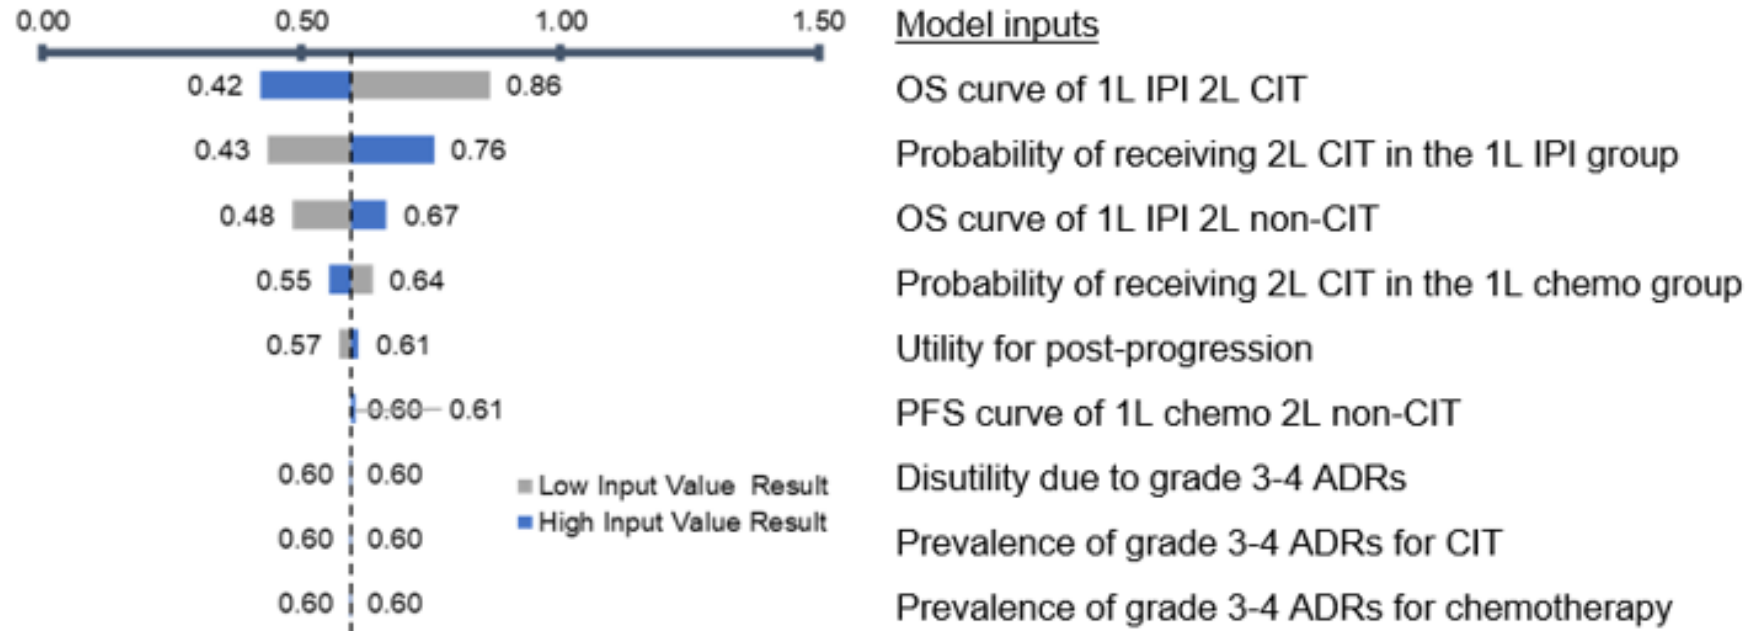 0.00 0.50 1.00 1.50 Model inputs
0.42 0.86 OS curve of 1L IPI 2L CIT
0.43 0.76 Probability of receiving 2L CIT in the 1L IPI group
0.48 0.67 OS curve of 1L IPI 2L non-CIT
0.55 0.64 Probability of receiving 2L CIT in the 1L chemo group
0.57 0.61 Utility for post-progression
0.60 0.61 PFS curve of 1L chemo 2L non-CIT
0.60 0.60 Disutility due to grade 3-4 ADRs
Low Input Value Result
High Input Value Result
0.60 0.60 Prevalence of grade 3-4 ADRs for CIT
0.60 0.60 Prevalence of grade 3-4 ADRs for chemotherapy